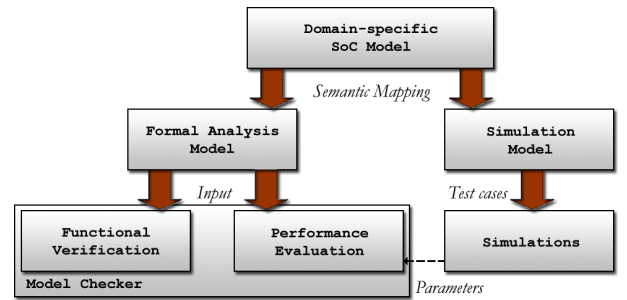 Domain-specific
SoC Model
Semantic Mapping
Formal Analysis
Model
Simulation
Model
Input
Test cases
Functional
Verification
Performance
Evaluation
Simulations
Model Checker
Parameters